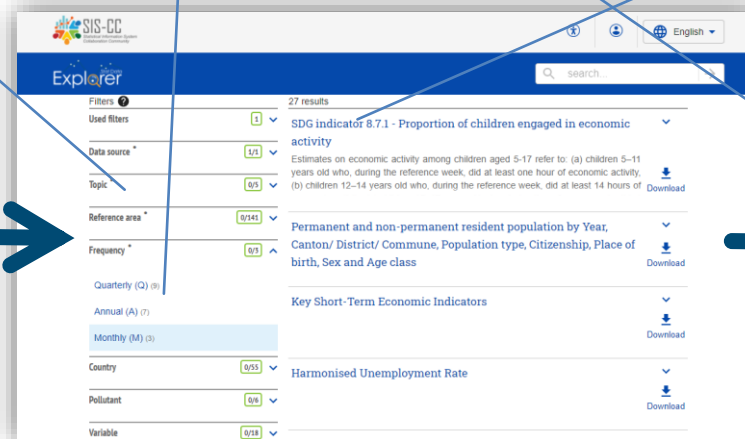 SIS-CC
Statistical Information System
Collaboration Community
English
Explorer
search...
Filters ?
Used filters 1
Data source * 1/1
Topic * 0/5
Reference area * 0/141
Frequency * 0/3
Quarterly (Q) (9)
Annual (A) (7)
Monthly (M) (3)
Country 0/55
Pollutant 0/6
Variable 0/18
27 results
SDG indicator 8.7.1 - Proportion of children engaged in economic
activity
Estimates on economic activity among children aged 5-17 refer to: (a) children 5–11
years old who, during the reference week, did at least one hour of economic activity,
(b) children 12–14 years old who, during the reference week, did at least 14 hours of
Download
Permanent and non-permanent resident population by Year,
Canton/ District/ Commune, Population type, Citizenship, Place of
birth, Sex and Age class
Download
Key Short-Term Economic Indicators
Download
Harmonised Unemployment Rate
Download